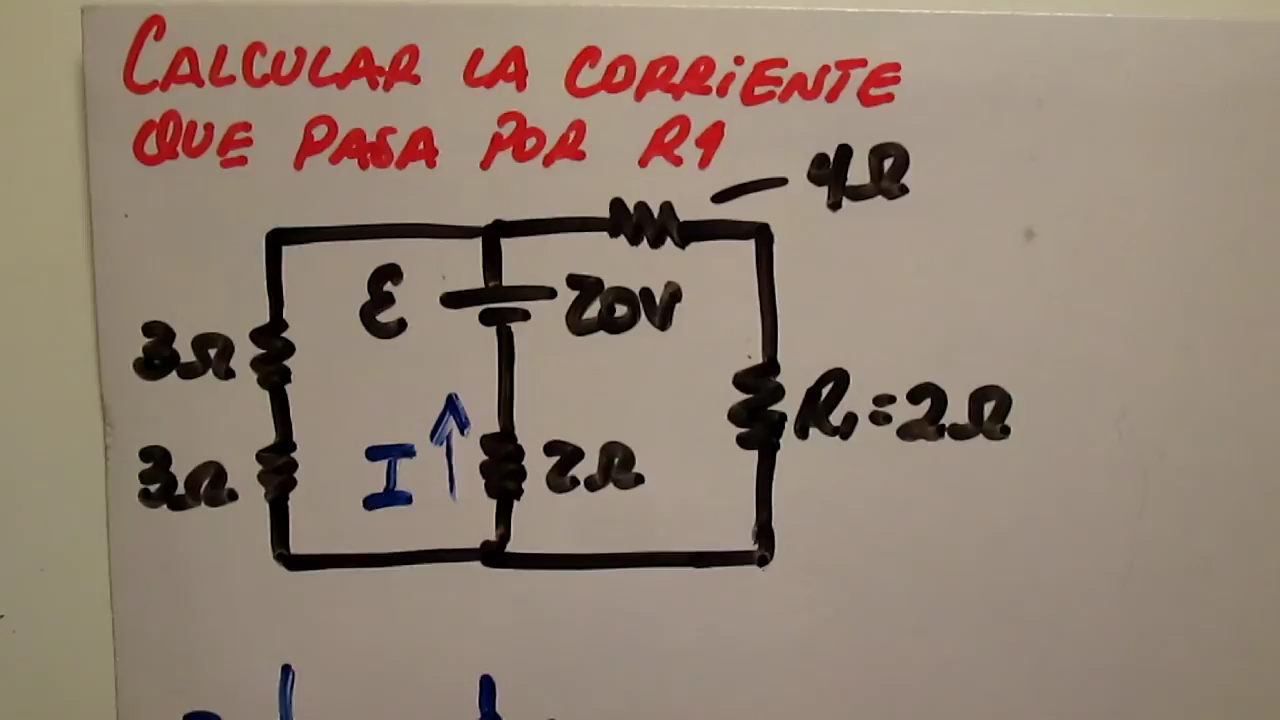 CALCULAR LA CORRIENTE
QUE PASA POR R1
4Ω
ε
20V
3Ω
R₁=2Ω
3Ω
I
2Ω